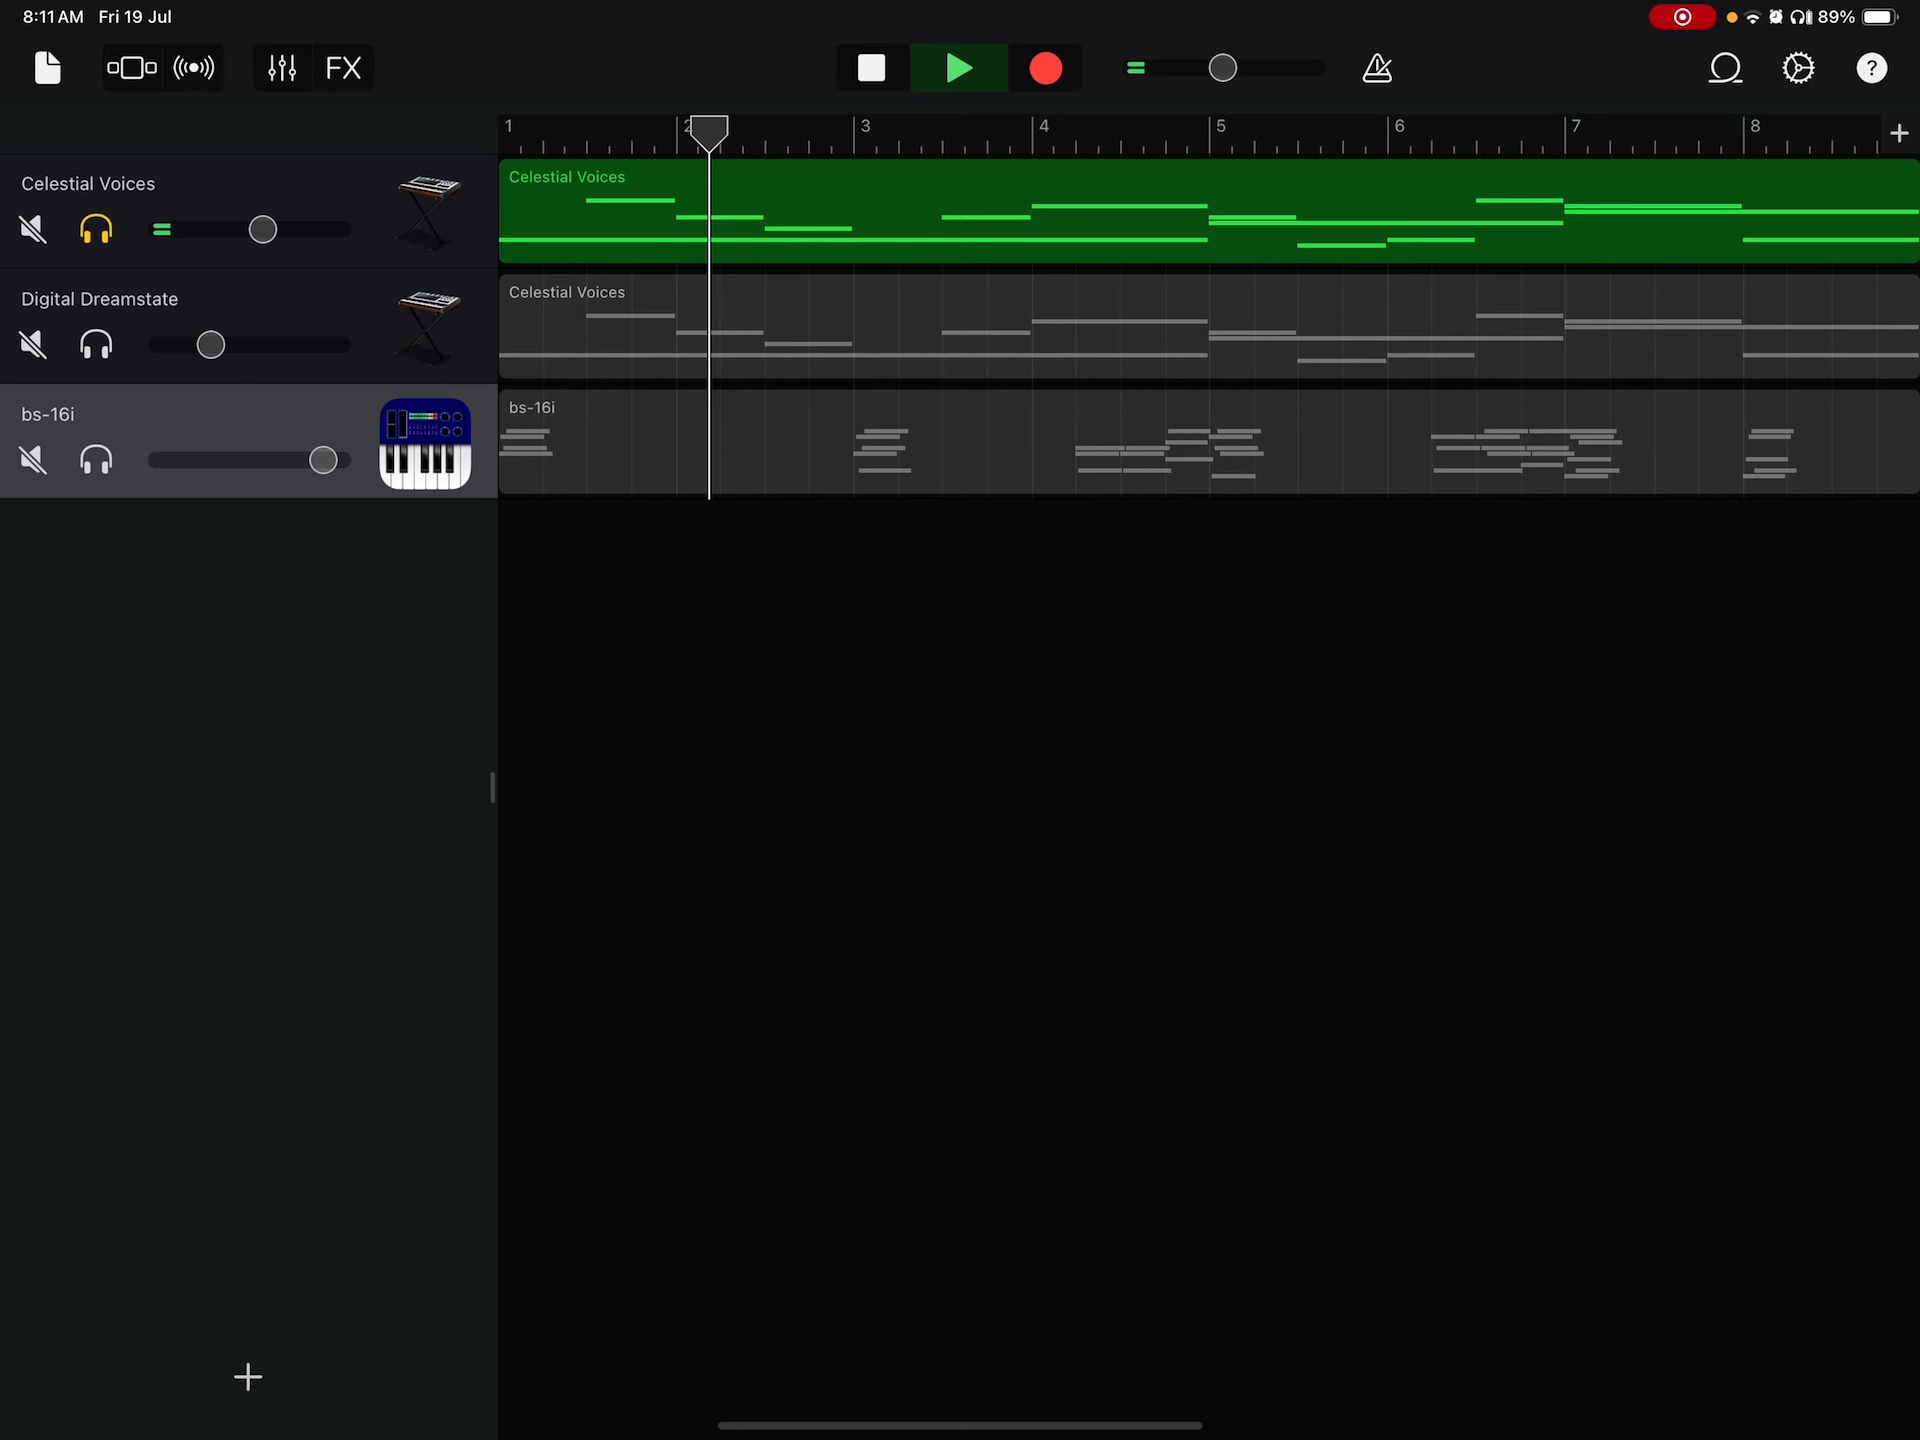 8:11 AM Fri 19 Jul
89%
FX
?
1 2 3 4 5 6 7 8
Celestial Voices
Celestial Voices
Digital Dreamstate
Celestial Voices
bs-16i
bs-16i